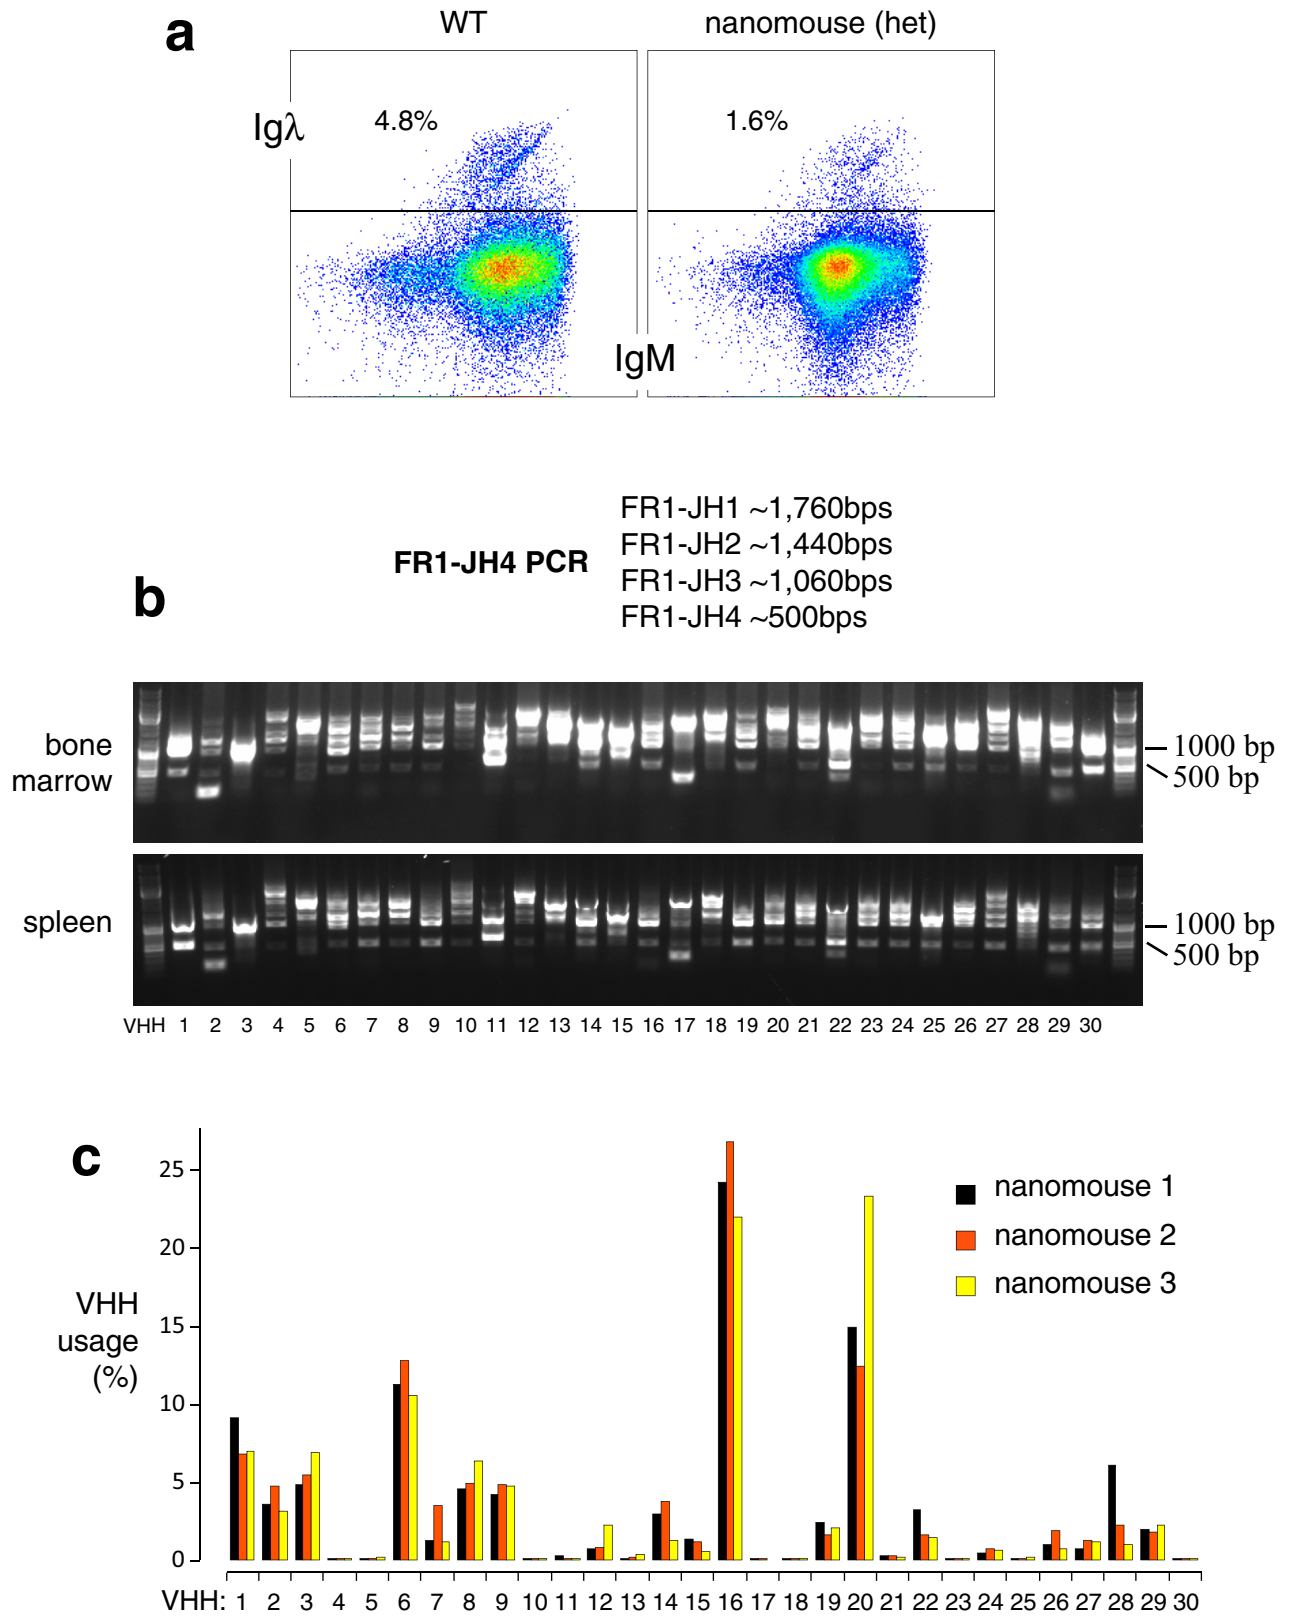 a
WT
nanomouse (het)
Igλ
4.8%
1.6%
IgM
b
FR1-JH4 PCR
FR1-JH1 ~1,760bps
FR1-JH2 ~1,440bps
FR1-JH3 ~1,060bps
FR1-JH4 ~500bps
bone
marrow
1000 bp
500 bp
spleen
1000 bp
500 bp
VHH 1 2 3 4 5 6 7 8 9 10 11 12 13 14 15 16 17 18 19 20 21 22 23 24 25 26 27 28 29 30
c
VHH
usage
(%)
25
20
15
10
5
0
nanomouse 1
nanomouse 2
nanomouse 3
VHH: 1 2 3 4 5 6 7 8 9 10 11 12 13 14 15 16 17 18 19 20 21 22 23 24 25 26 27 28 29 30